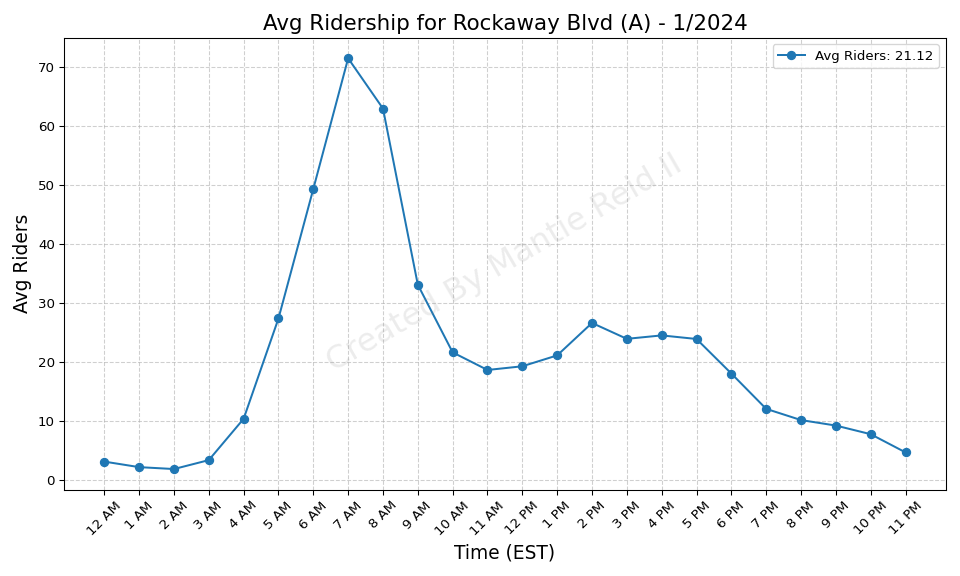 Avg Ridership for Rockaway Blvd (A) - 1/2024
Avg Riders: 21.12
Avg Riders
70
60
50
40
30
20
10
0
Created By Mantie Reid II
12 AM 1 AM 2 AM 3 AM 4 AM 5 AM 6 AM 7 AM 8 AM 9 AM 10 AM 11 AM 12 PM 1 PM 2 PM 3 PM 4 PM 5 PM 6 PM 7 PM 8 PM 9 PM 10 PM 11 PM
Time (EST)